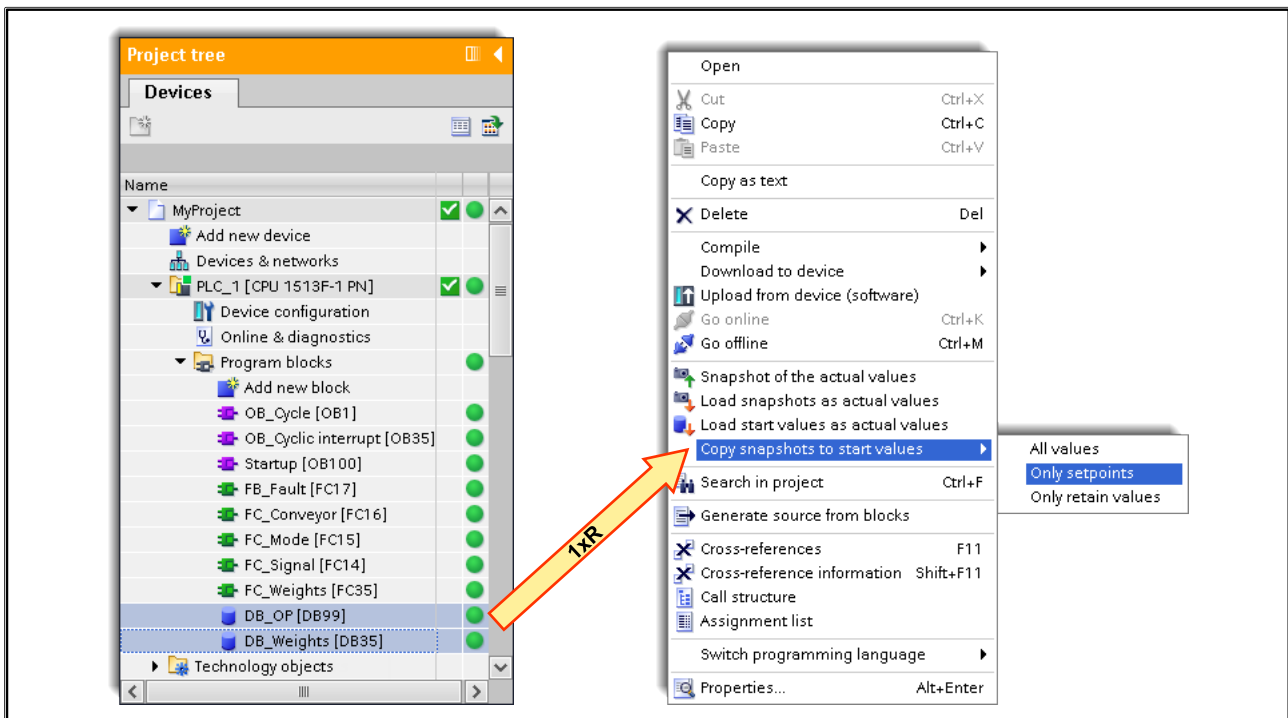 Project tree
Devices
Name
MyProject
Add new device
Devices & networks
PLC_1 [CPU 1513F-1 PN]
Device configuration
Online & diagnostics
Program blocks
Add new block
OB_Cycle [OB1]
OB_Cyclic interrupt [OB35]
Startup [OB100]
FB_Fault [FC17]
FC_Conveyor [FC16]
FC_Mode [FC15]
FC_Signal [FC14]
FC_Weights [FC35]
DB_OP [DB99]
DB_Weights [DB35]
Technology objects
1xR
Open
Cut Ctrl+X
Copy Ctrl+C
Paste Ctrl+V
Copy as text
Delete Del
Compile
Download to device
Upload from device (software)
Go online Ctrl+K
Go offline Ctrl+M
Snapshot of the actual values
Load snapshots as actual values
Load start values as actual values
Copy snapshots to start values
Search in project Ctrl+F
Generate source from blocks
Cross-references F11
Cross-reference information Shift+F11
Call structure
Assignment list
Switch programming language
Properties... Alt+Enter
All values
Only setpoints
Only retain values